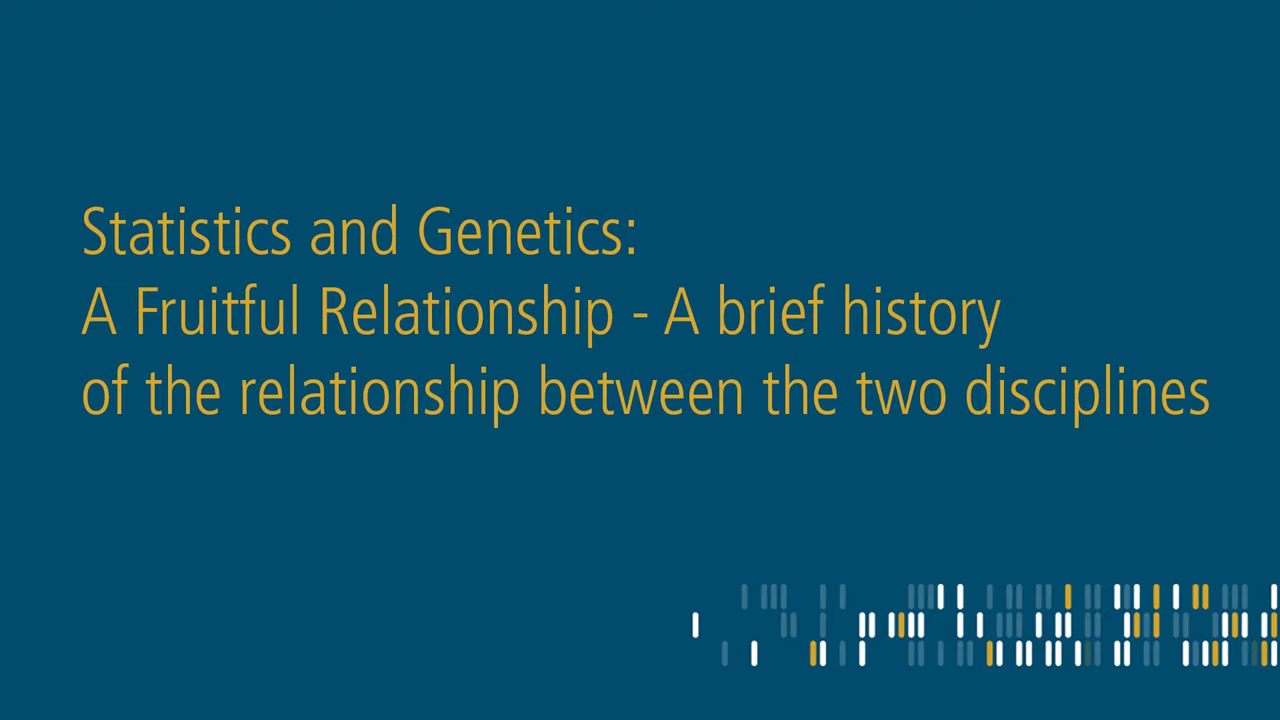 Statistics and Genetics:
A Fruitful Relationship - A brief history
of the relationship between the two disciplines